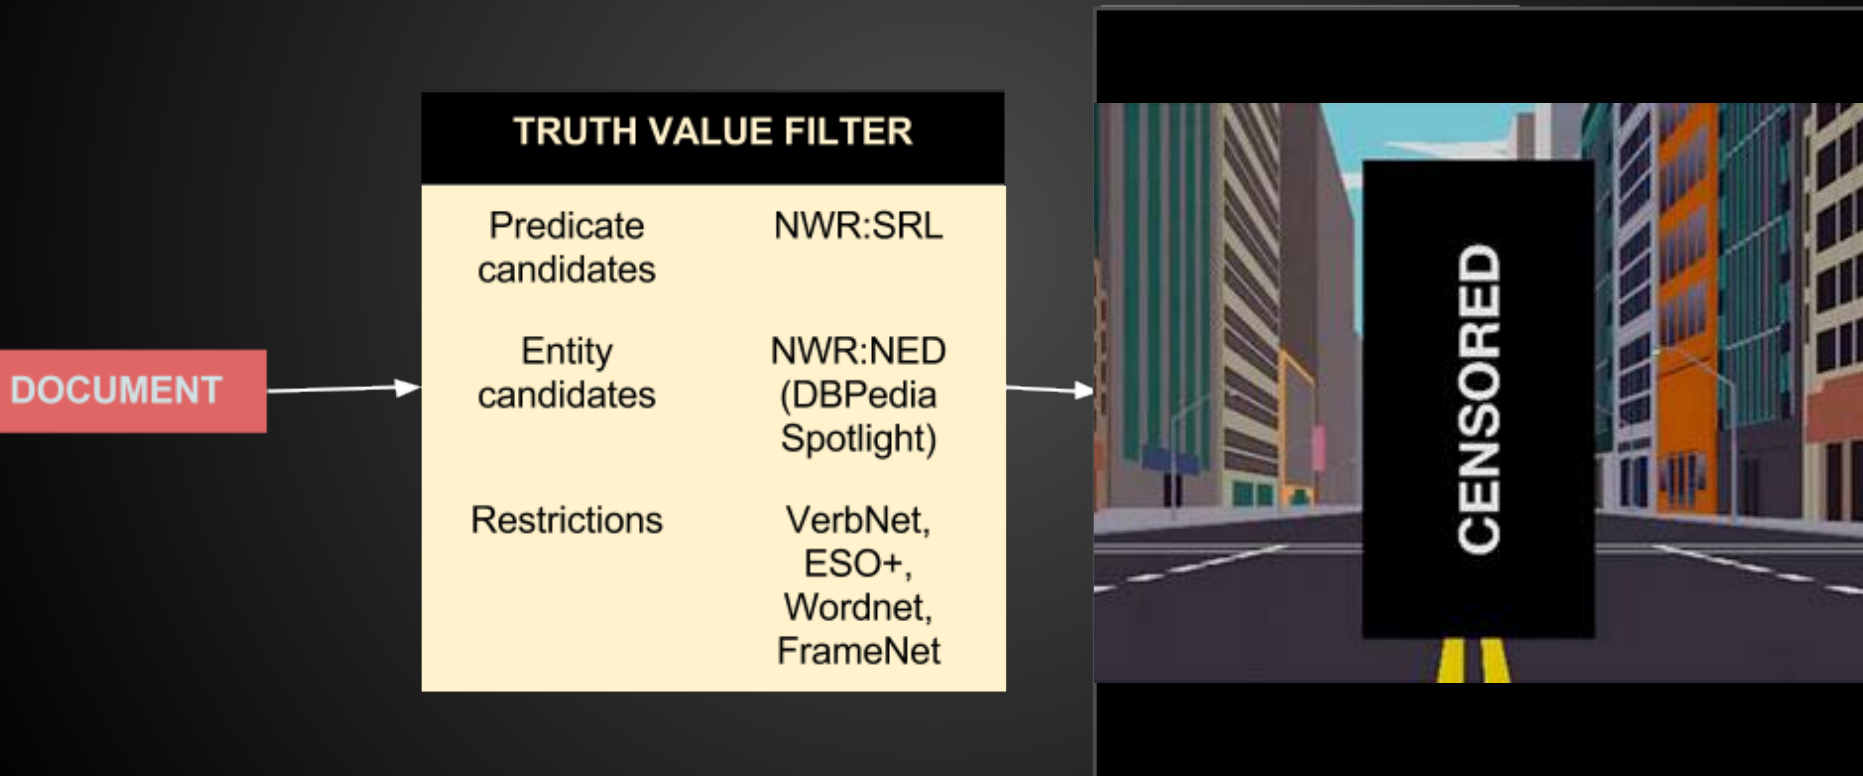 TRUTH VALUE FILTER
Predicate
candidates
NWR:SRL
Entity
candidates
NWR:NED
(DBPedia
Spotlight)
Restrictions
VerbNet,
ESO+,
Wordnet,
FrameNet
DOCUMENT
CENSORED